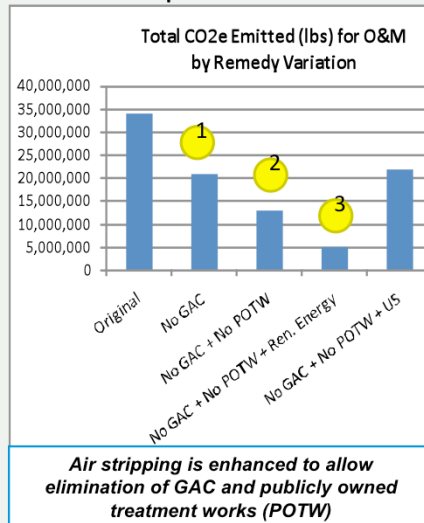 Total CO2e Emitted (lbs) for O&M
by Remedy Variation
40,000,000
35,000,000
30,000,000
25,000,000
20,000,000
15,000,000
10,000,000
5,000,000
0
1
2
3
Original
No GAC
No GAC + No POTW
No GAC + No POTW + Ren. Energy
No GAC + No POTW + US
Air stripping is enhanced to allow
elimination of GAC and publicly owned
treatment works (POTW)